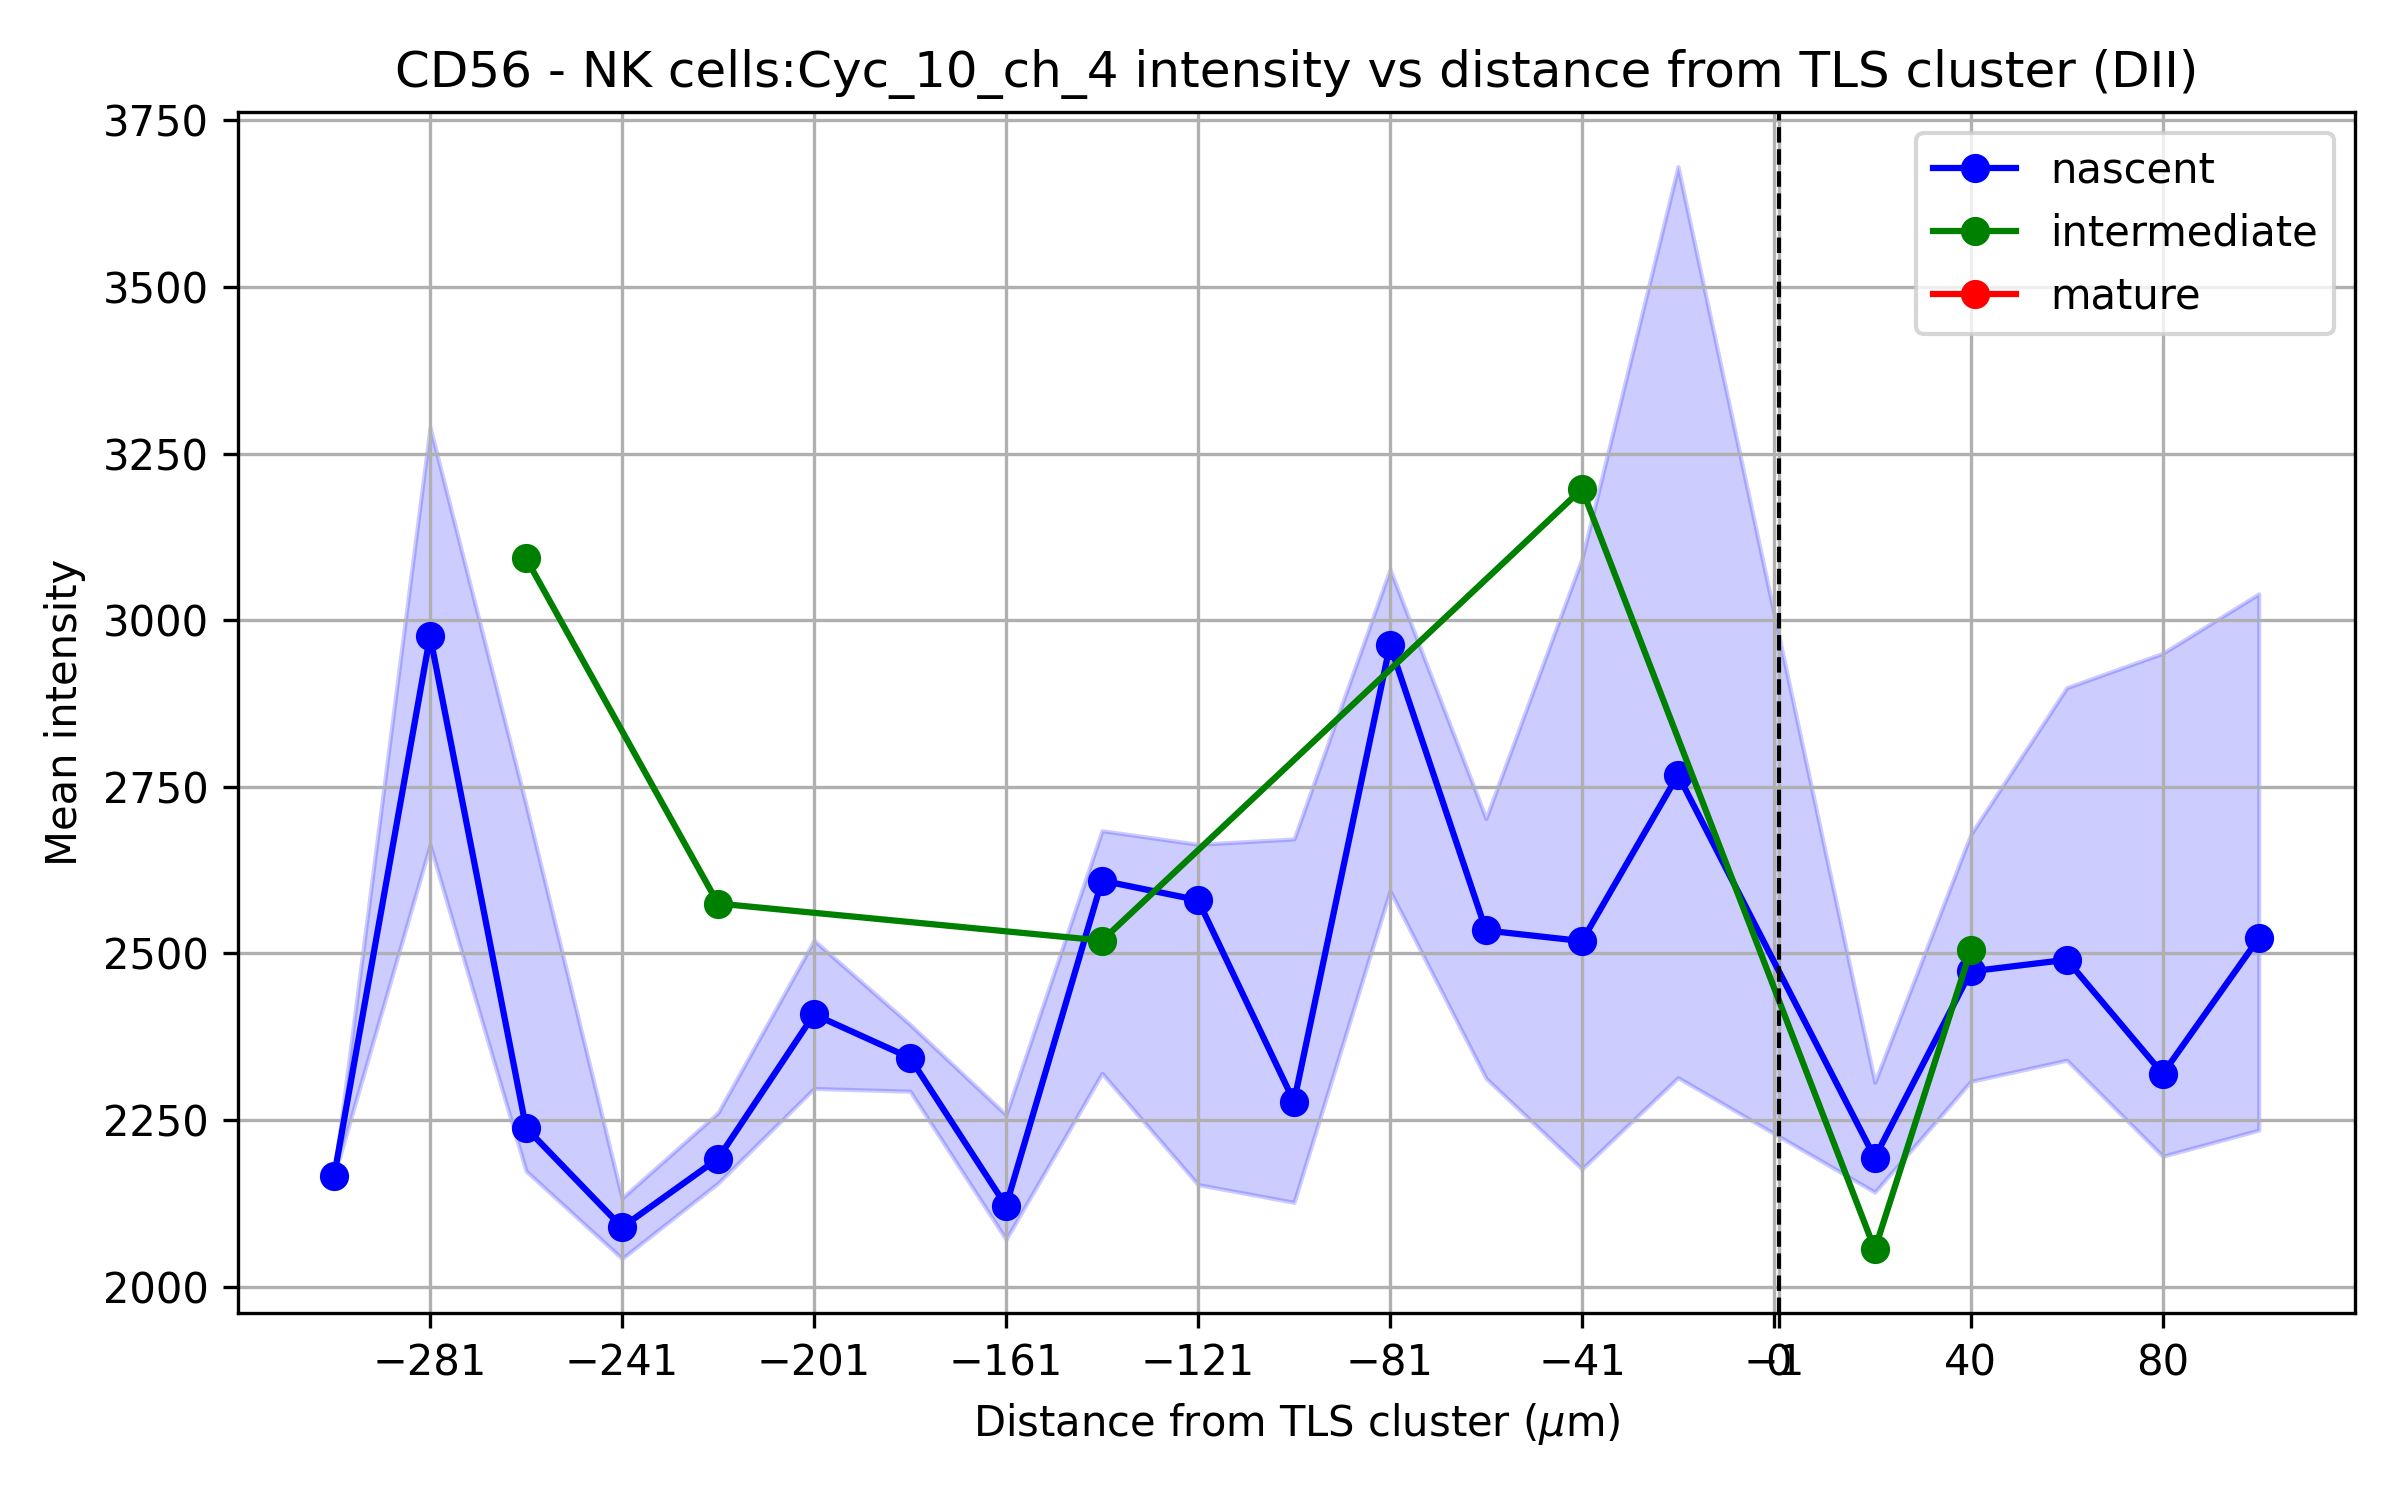 CD56 - NK cells:Cyc_10_ch_4 intensity vs distance from TLS cluster (DII)
3750
3500
3250
3000
2750
2500
2250
2000
Mean intensity
nascent
intermediate
mature
−281 −241 −201 −161 −121 −81 −41 −1 0 40 80
Distance from TLS cluster (μm)